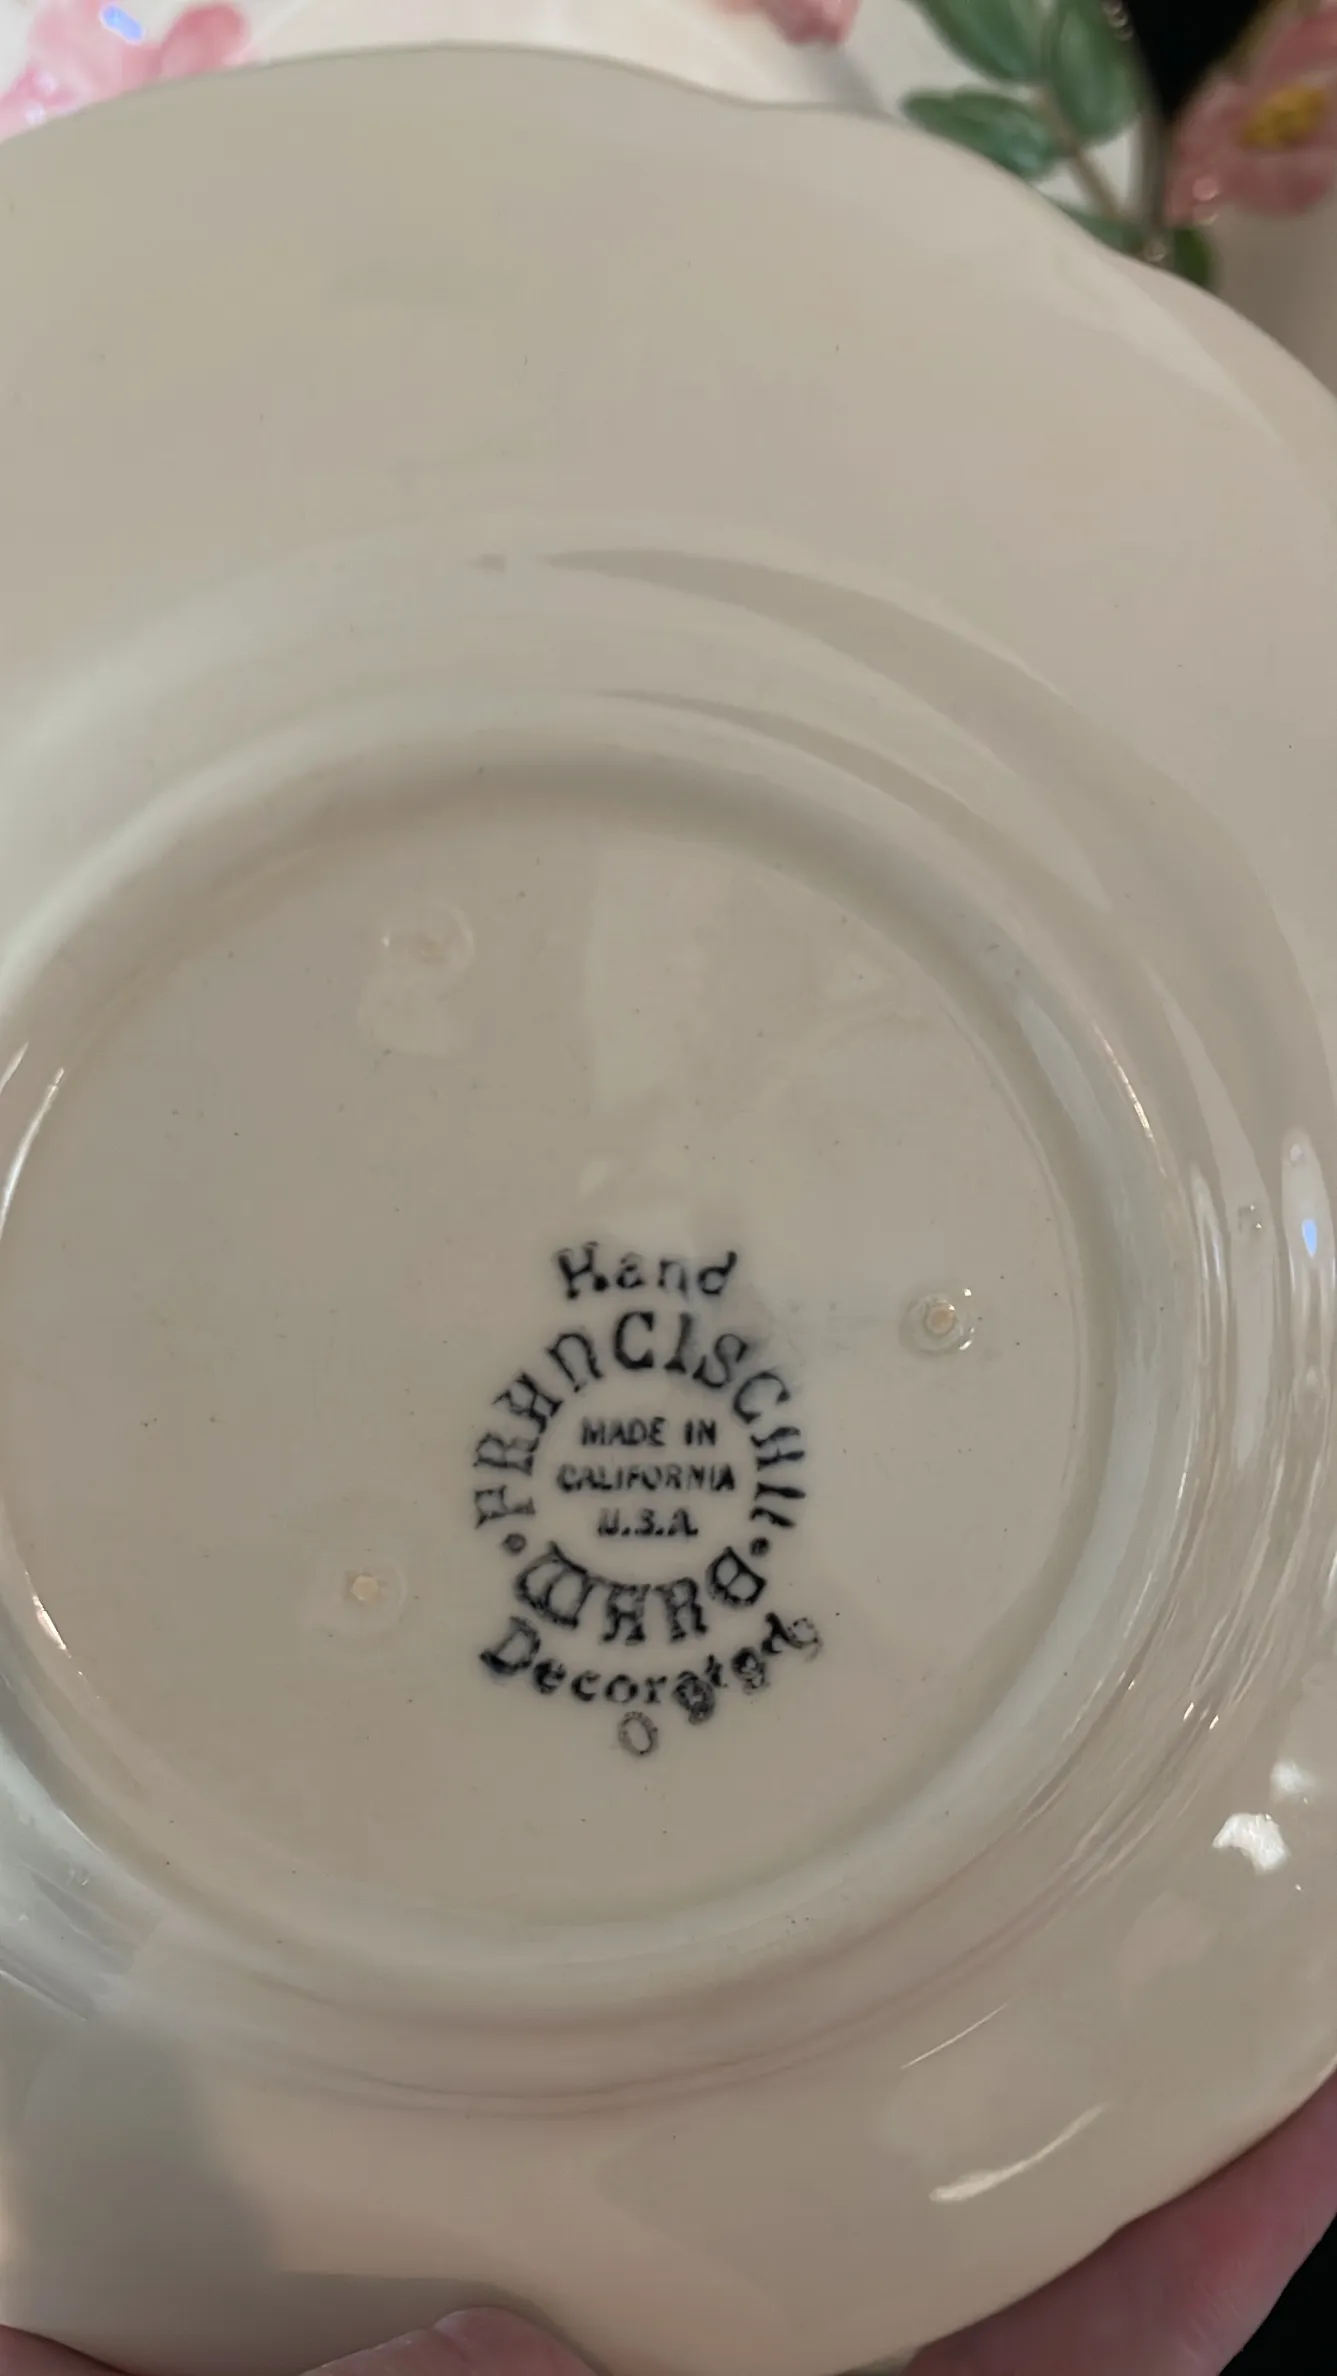 Hand
FRANCISCAN
MADE IN
CALIFORNIA
U.S.A.
• WARE •
Decorated
O